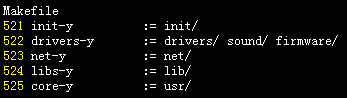 Makefile
521 init-y          := init/
522 drivers-y       := drivers/ sound/ firmware/
523 net-y           := net/
524 libs-y          := lib/
525 core-y          := usr/